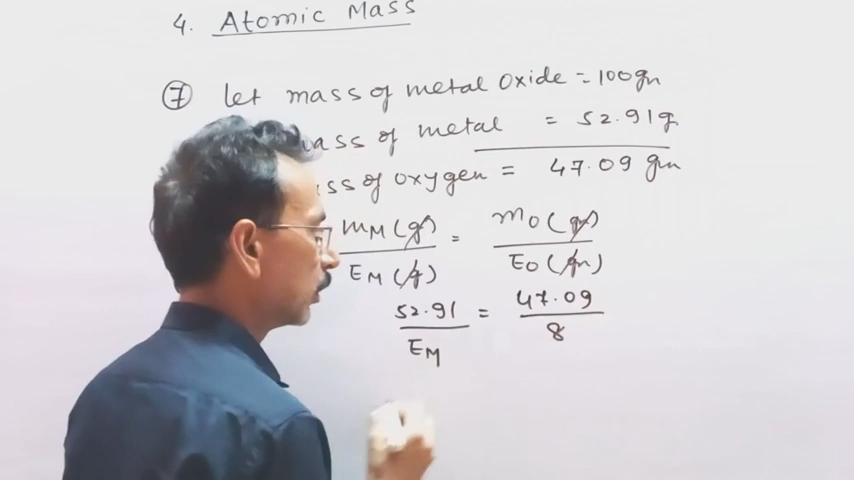 4. Atomic Mass
⑦ let mass of metal oxide = 100gm
ass of metal = 52.91g
ss of oxygen = 47.09 gm
mM (g) / EM (g) = mO (gm) / EO (gm)
52.91 / EM = 47.09 / 8